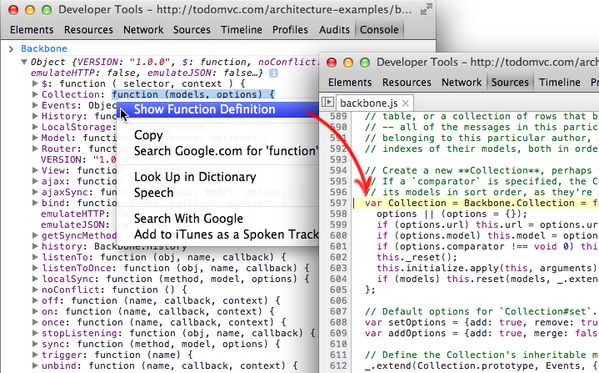 Developer Tools - http://todomvc.com/architecture-examples/b...
Elements Resources Network Sources Timeline Profiles Audits Console
> Backbone
Object {VERSION: "1.0.0", $: function, noConflic
emulateHTTP: false, emulateJSON: false…}
$: function ( selector, context ) {
Collection: function (models, options) {
Events: Objec
History: func
LocalStorage:
Model: functi
Router: funct
VERSION: "1.0
View: functio
ajax: functio
ajaxSync: fun
bind: functio
emulateHTTP:
emulateJSON:
getSyncMethod
history: Backbone.History
listenTo: function (obj, name, callback) {
listenToOnce: function (obj, name, callback) {
localSync: function (method, model, options) {
noConflict: function () {
off: function (name, callback, context) {
on: function (name, callback, context) {
once: function (name, callback, context) {
stopListening: function (obj, name, callback) {
sync: function (method, model, options) {
trigger: function (name) {
unbind: function (name, callback, context) {
Show Function Definition
Copy
Search Google.com for 'function'
Look Up in Dictionary
Speech
Search With Google
Add to iTunes as a Spoken Track
Developer Tools - http://todomvc.
Elements Resources Network Sources Timeline
backbone.js ×
589 // table, or a collection of rows that b
590 // -- all of the messages in this partic
591 // belonging to this particular author,
592 // indexes of their models, both in orde
593
594 // Create a new **Collection**, perhaps
595 // If a `comparator` is specified, the C
596 // its models in sort order, as they're
597 var Collection = Backbone.Collection = f
598 options || (options = {});
599 if (options.url) this.url = options.ur
600 if (options.model) this.model = option
601 if (options.comparator !== void 0) thi
602 this._reset();
603 this.initialize.apply(this, arguments)
604 if (models) this.reset(models, _.exten
605 };
606
607 // Default options for `Collection#set`.
608 var setOptions = {add: true, remove: tru
609 var addOptions = {add: true, merge: fals
610
611 // Define the Collection's inheritable m
612 _.extend(Collection.prototype, Events, {